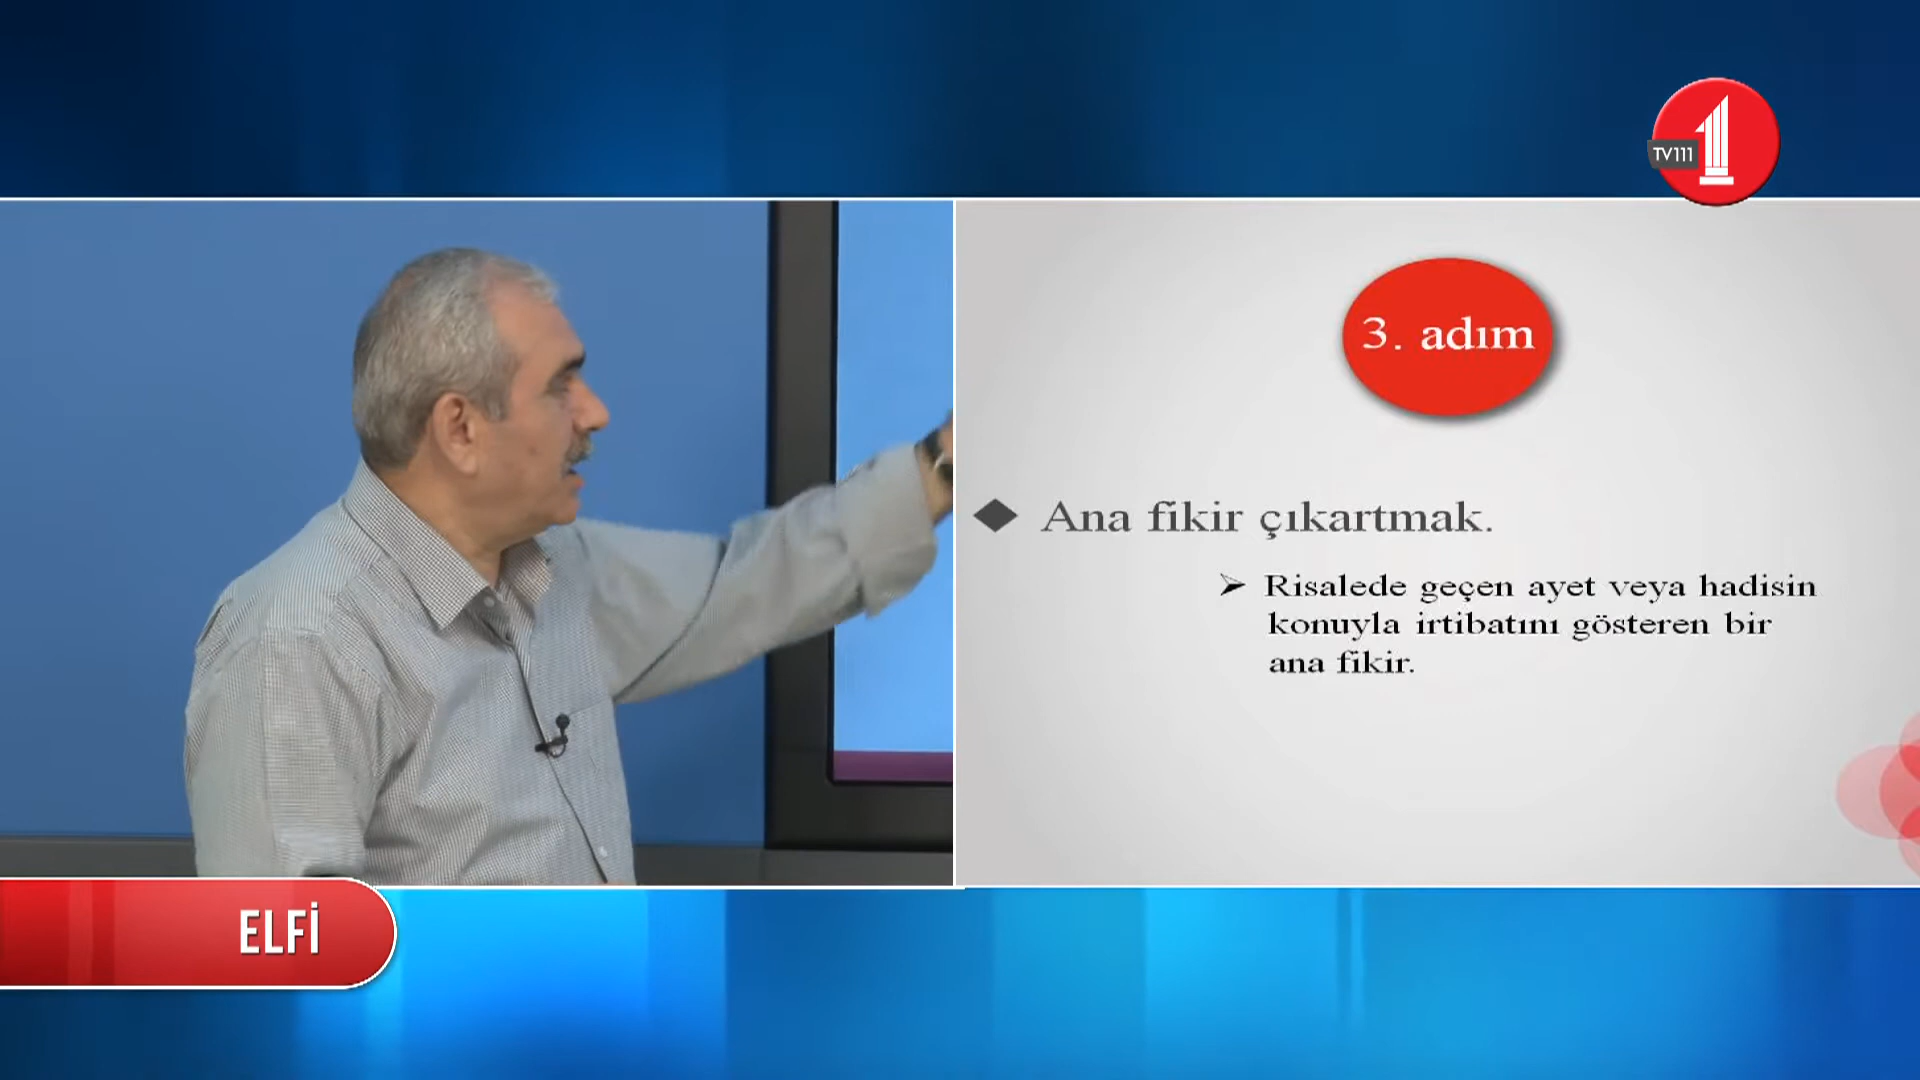 TV111
3. adım
Ana fikir çıkartmak.
Risalede geçen ayet veya hadisin
konuyla irtibatını gösteren bir
ana fikir.
ELFİ